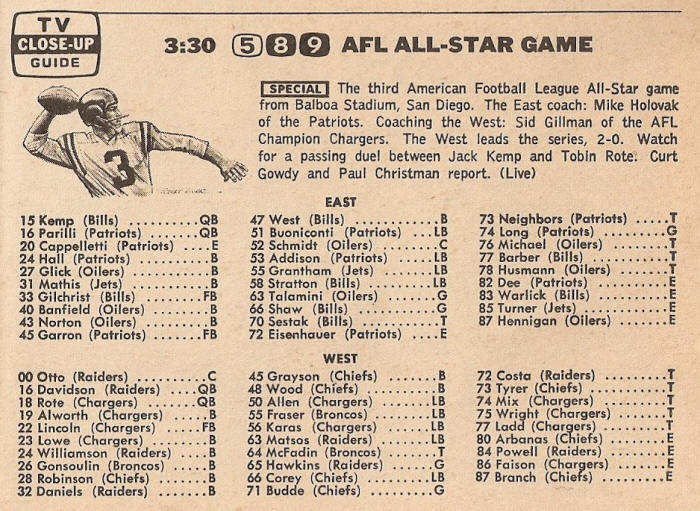 TV
CLOSE-UP
GUIDE
3:30 5 8 9 AFL ALL-STAR GAME
SPECIAL The third American Football League All-Star game
from Balboa Stadium, San Diego. The East coach: Mike Holovak
of the Patriots. Coaching the West: Sid Gillman of the AFL
Champion Chargers. The West leads the series, 2-0. Watch
for a passing duel between Jack Kemp and Tobin Rote. Curt
Gowdy and Paul Christman report. (Live)
3
EAST
15 Kemp (Bills) ........QB
16 Parilli (Patriots) .......QB
20 Cappelletti (Patriots) ...E
24 Hall (Patriots) .........B
27 Glick (Oilers) ..........B
31 Mathis (Jets) ..........B
33 Gilchrist (Bills) ........FB
40 Banfield (Oilers) .......B
43 Norton (Oilers) .........B
45 Garron (Patriots) ......FB
47 West (Bills) ...........B
51 Buoniconti (Patriots) ...LB
52 Schmidt (Oilers) .......C
53 Addison (Patriots) .....LB
55 Grantham (Jets) .......LB
58 Stratton (Bills) ........LB
63 Talamini (Oilers) .......G
66 Shaw (Bills) ...........G
70 Sestak (Bills) ..........T
72 Eisenhauer (Patriots) ...E
73 Neighbors (Patriots) .....T
74 Long (Patriots) .........G
76 Michael (Oilers) ........T
77 Barber (Bills) ..........T
78 Husmann (Oilers) .......T
82 Dee (Patriots) ..........E
83 Warlick (Bills) .........E
85 Turner (Jets) ..........E
87 Hennigan (Oilers) .......E
WEST
00 Otto (Raiders) .........C
16 Davidson (Raiders) .....QB
18 Rote (Chargers) .......QB
19 Alworth (Chargers) .....B
22 Lincoln (Chargers) .....FB
23 Lowe (Chargers) .......B
24 Williamson (Raiders) ....B
26 Gonsoulin (Broncos) ....B
28 Robinson (Chiefs) ......B
32 Daniels (Raiders) .......B
45 Grayson (Chiefs) .......B
48 Wood (Chiefs) .........B
50 Allen (Chargers) .......LB
55 Fraser (Broncos) .......LB
56 Karas (Chargers) .......LB
63 Matsos (Raiders) .......LB
64 McFadin (Broncos) ......T
65 Hawkins (Raiders) ......G
66 Corey (Chiefs) .........LB
71 Budde (Chiefs) .........G
72 Costa (Raiders) ........T
73 Tyrer (Chiefs) ..........T
74 Mix (Chargers) .........T
75 Wright (Chargers) .......T
77 Ladd (Chargers) ........T
80 Arbanas (Chiefs) .......E
84 Powell (Raiders) ........E
86 Faison (Chargers) .......E
87 Branch (Chiefs) .........E